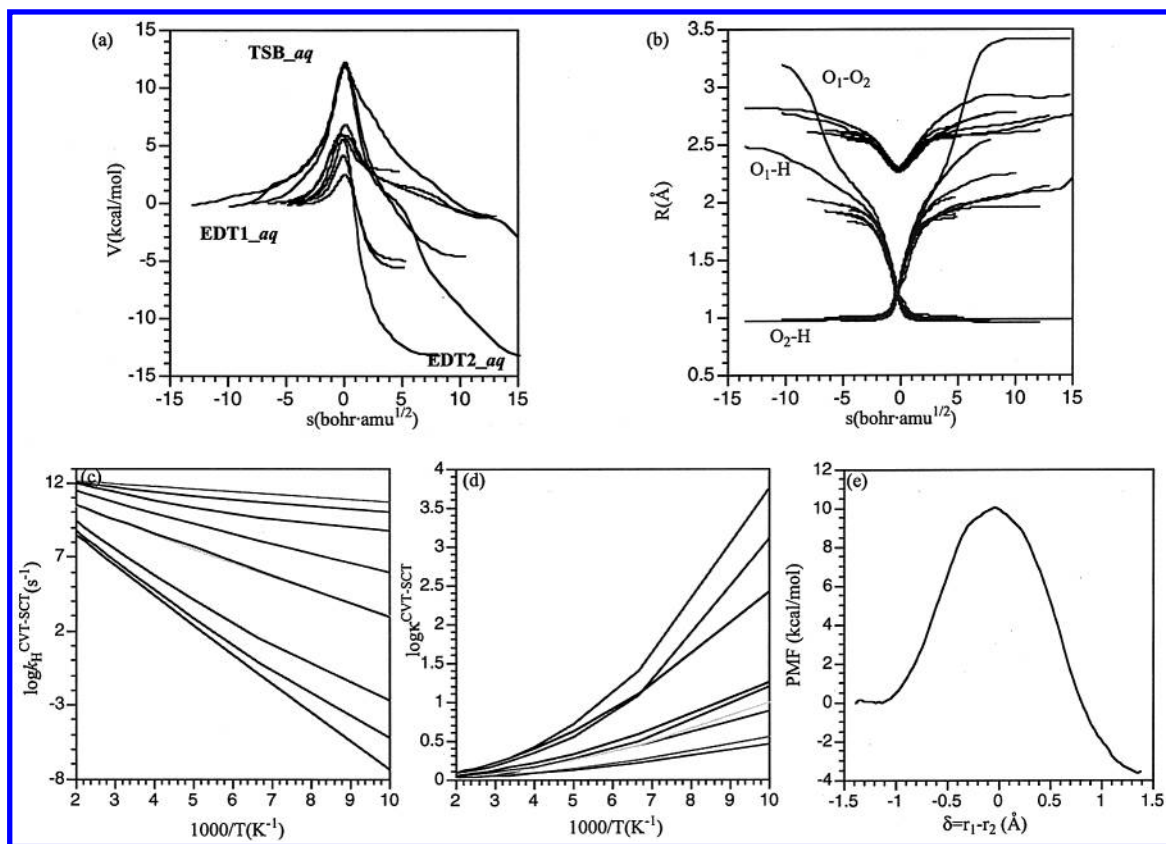 (a)
15
10
5
0
-5
-10
-15
V(kcal/mol)
TSB_aq
EDT1_aq
EDT2_aq
-15 -10 -5 0 5 10 15
s(bohr·amu1/2)
(b)
3.5
3
2.5
2
1.5
1
0.5
R(Å)
O1-O2
O1-H
O2-H
-15 -10 -5 0 5 10 15
s(bohr·amu1/2)
(c)
12
7
2
-3
-8
logkHCVT-SCT(s-1)
2 3 4 5 6 7 8 9 10
1000/T(K-1)
(d)
4
3.5
3
2.5
2
1.5
1
0.5
0
logκCVT-SCT
2 3 4 5 6 7 8 9 10
1000/T(K-1)
(e)
12
10
8
6
4
2
0
-2
-4
PMF (kcal/mol)
-1.5 -1 -0.5 0 0.5 1 1.5
δ=r1-r2 (Å)